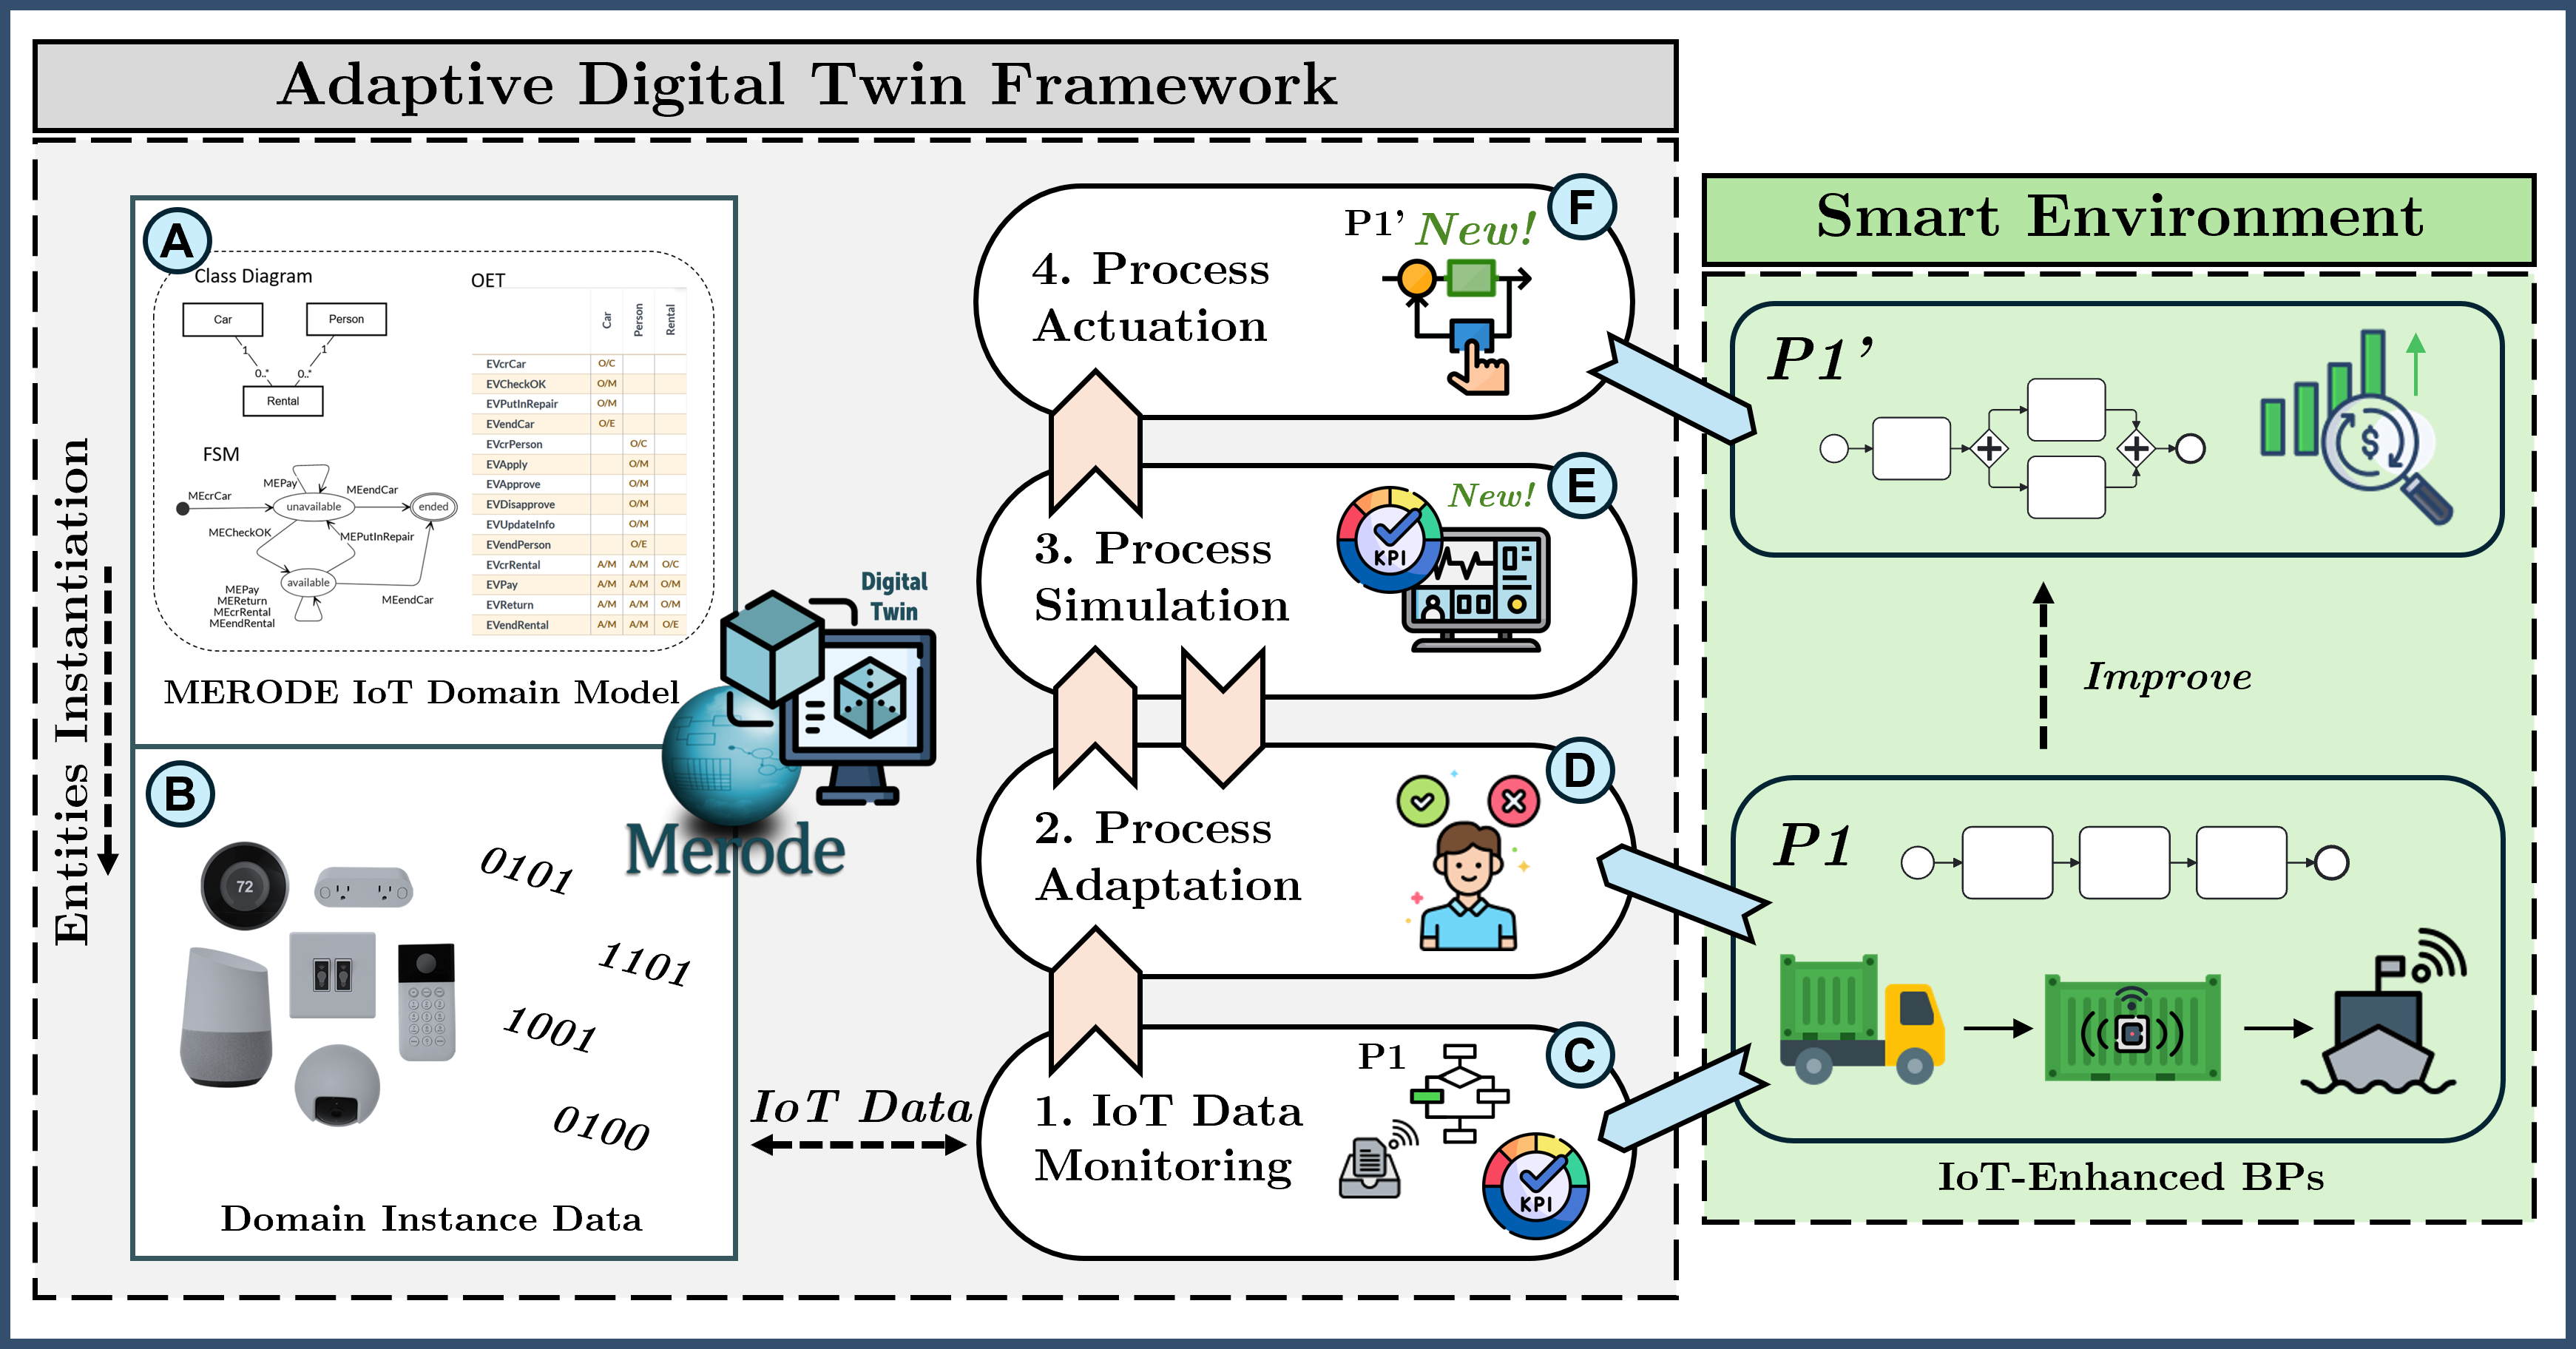 Adaptive Digital Twin Framework
A
Class Diagram
Car
Person
1
1
0..*
0..*
Rental
FSM
MEcrCar
MEPay
unavailable
MEendCar
ended
MECheckOK
MEPutInRepair
available
MEPay
MEReturn
MEcrRental
MEendRental
MEendCar
OET
Car Person Rental
EVcrCar O/C
EVCheckOK O/M
EVPutInRepair O/M
EVendCar O/E
EVcrPerson O/C
EVApply O/M
EVApprove O/M
EVDisapprove O/M
EVUpdateInfo O/M
EVendPerson O/E
EVcrRental A/M A/M O/C
EVPay A/M A/M O/M
EVReturn A/M A/M O/M
EVendRental A/M A/M O/E
MERODE IoT Domain Model
Entities Instantiation
B
72
0101
1101
1001
0100
Domain Instance Data
Digital
Twin
Merode
IoT Data
F
4. Process
Actuation
P1' New!
E
3. Process
Simulation
New!
KPI
D
2. Process
Adaptation
C
1. IoT Data
Monitoring
P1
KPI
Smart Environment
P1'
$
Improve
P1
IoT-Enhanced BPs